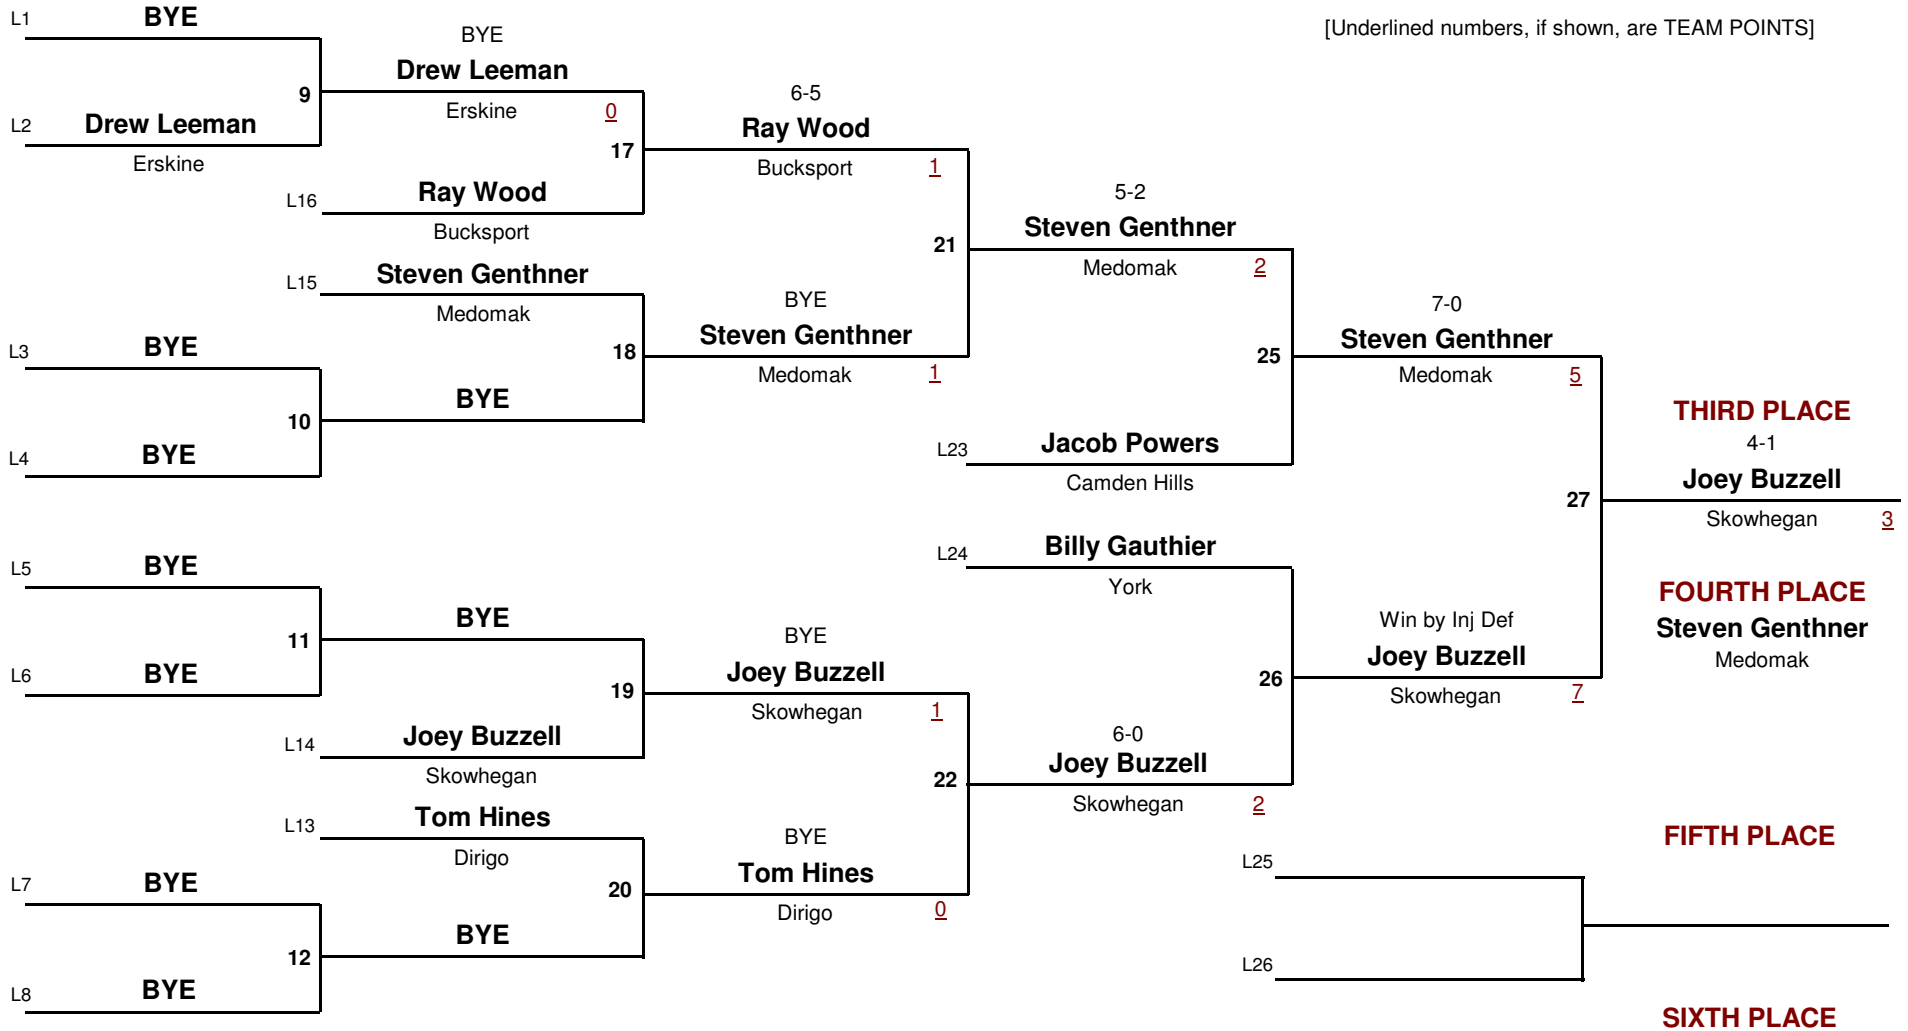 [Underlined numbers, if shown, are TEAM POINTS]
L1
BYE
9
L2
Drew Leeman
Erskine
BYE
Drew Leeman
Erskine
0
17
L16
Ray Wood
Bucksport
6-5
Ray Wood
Bucksport
1
L15
Steven Genthner
Medomak
18
L3
BYE
10
L4
BYE
BYE
BYE
Steven Genthner
Medomak
1
21
5-2
Steven Genthner
Medomak
2
25
L23
Jacob Powers
Camden Hills
7-0
Steven Genthner
Medomak
5
27
THIRD PLACE
4-1
Joey Buzzell
Skowhegan
3
FOURTH PLACE
Steven Genthner
Medomak
L5
BYE
11
L6
BYE
BYE
19
L14
Joey Buzzell
Skowhegan
BYE
Joey Buzzell
Skowhegan
1
22
L13
Tom Hines
Dirigo
20
L7
BYE
12
L8
BYE
BYE
BYE
Tom Hines
Dirigo
0
L24
Billy Gauthier
York
26
6-0
Joey Buzzell
Skowhegan
2
Win by Inj Def
Joey Buzzell
Skowhegan
7
FIFTH PLACE
L25
L26
SIXTH PLACE